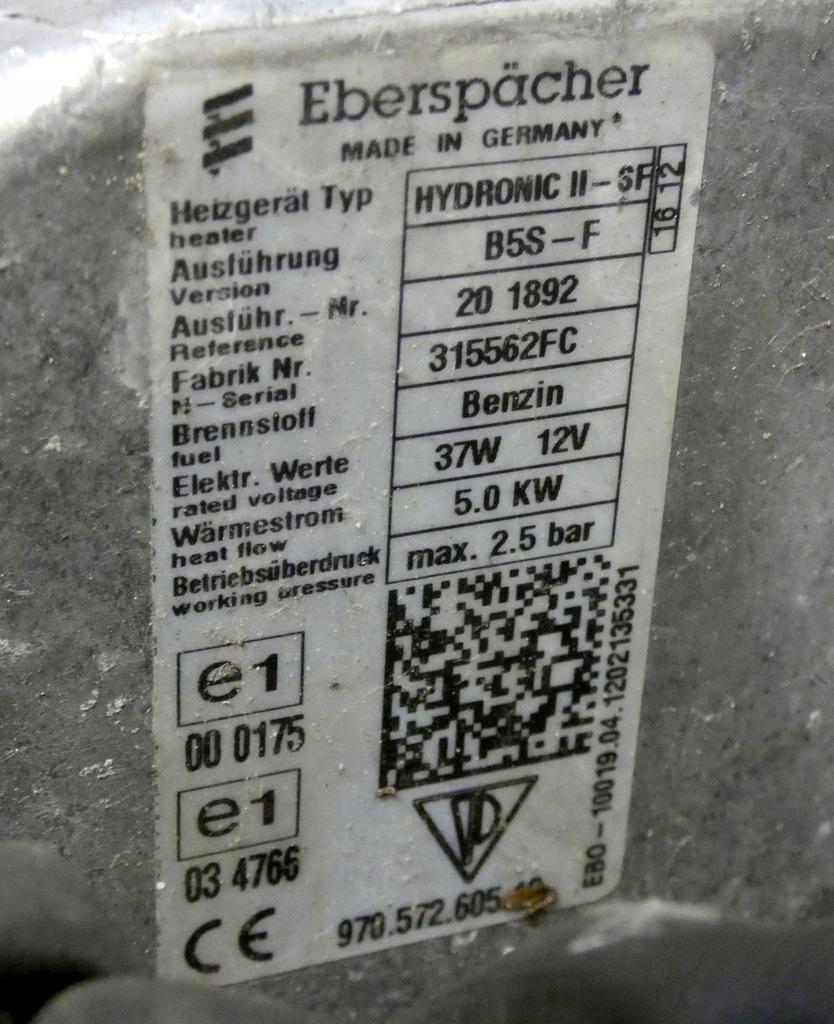 Eberspächer
MADE IN GERMANY
Heizgerät Typ HYDRONIC II – 6F 16 12
heater
Ausführung B5S – F
Version
Ausführ. – Nr. 20 1892
Reference
Fabrik Nr. 315562FC
N – Serial
Brennstoff Benzin
fuel
Elektr. Werte 37W 12V
rated voltage
Wärmestrom 5.0 KW
heat flow
Betriebsüberdruck max. 2.5 bar
working pressure
e1
00 0175
e1
03 4766
CE
EBO – 10019.04.1202135331
970.572.605